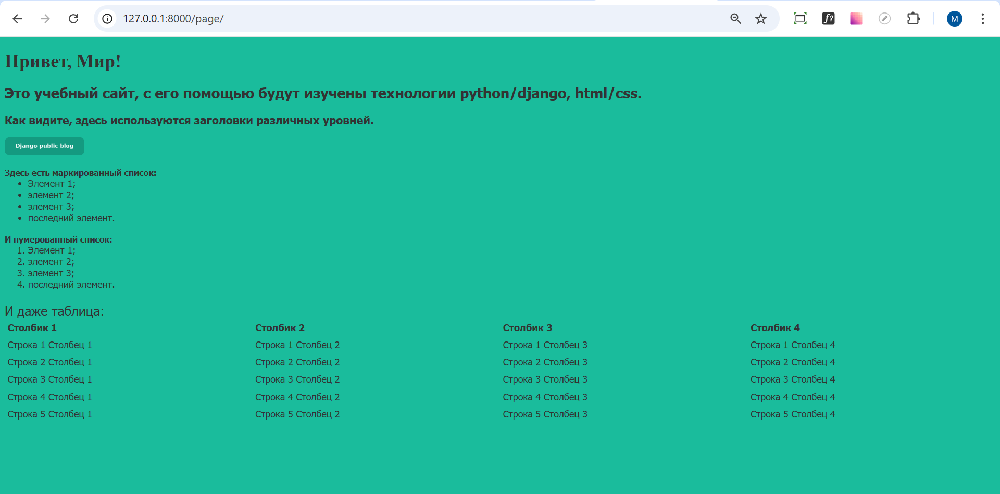 127.0.0.1:8000/page/
f?
M
Привет, Мир!
Это учебный сайт, с его помощью будут изучены технологии python/django, html/css.
Как видите, здесь используются заголовки различных уровней.
Django public blog
Здесь есть маркированный список:
• Элемент 1;
• элемент 2;
• элемент 3;
• последний элемент.
И нумерованный список:
1. Элемент 1;
2. элемент 2;
3. элемент 3;
4. последний элемент.
И даже таблица:
Столбик 1 Столбик 2 Столбик 3 Столбик 4
Строка 1 Столбец 1 Строка 1 Столбец 2 Строка 1 Столбец 3 Строка 1 Столбец 4
Строка 2 Столбец 1 Строка 2 Столбец 2 Строка 2 Столбец 3 Строка 2 Столбец 4
Строка 3 Столбец 1 Строка 3 Столбец 2 Строка 3 Столбец 3 Строка 3 Столбец 4
Строка 4 Столбец 1 Строка 4 Столбец 2 Строка 4 Столбец 3 Строка 4 Столбец 4
Строка 5 Столбец 1 Строка 5 Столбец 2 Строка 5 Столбец 3 Строка 5 Столбец 4